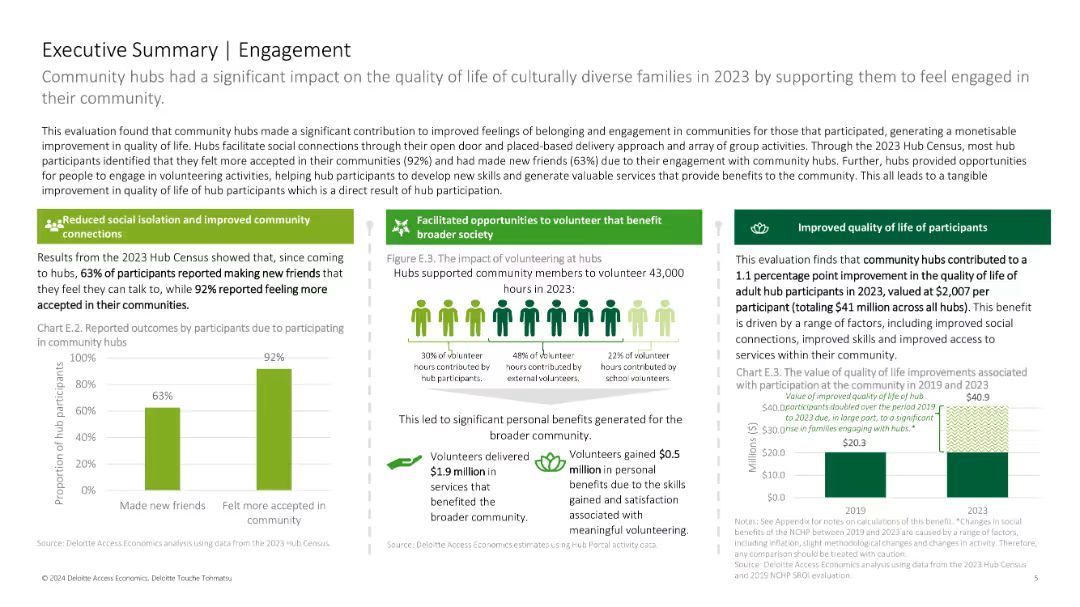 Executive Summary | Engagement
Community hubs had a significant impact on the quality of life of culturally diverse families in 2023 by supporting them to feel engaged in
their community.
This evaluation found that community hubs made a significant contribution to improved feelings of belonging and engagement in communities for those that participated, generating a monetisable
improvement in quality of life. Hubs facilitate social connections through their open door and placed-based delivery approach and array of group activities. Through the 2023 Hub Census, most hub
participants identified that they felt more accepted in their communities (92%) and had made new friends (63%) due to their engagement with community hubs. Further, hubs provided opportunities
for people to engage in volunteering activities, helping hub participants to develop new skills and generate valuable services that provide benefits to the community. This all leads to a tangible
improvement in quality of life of hub participants which is a direct result of hub participation.
Reduced social isolation and improved community
connections
Results from the 2023 Hub Census showed that, since coming
to hubs, 63% of participants reported making new friends that
they feel they can talk to, while 92% reported feeling more
accepted in their communities.
Chart E.2. Reported outcomes by participants due to participating
in community hubs
Proportion of hub participants
100%
80%
60%
40%
20%
0%
63%
92%
Made new friends
Felt more accepted in
community
Source: Deloitte Access Economics analysis using data from the 2023 Hub Census.
Facilitated opportunities to volunteer that benefit
broader society
Figure E.3. The impact of volunteering at hubs
Hubs supported community members to volunteer 43,000
hours in 2023:
30% of volunteer
hours contributed by
hub participants.
48% of volunteer
hours contributed by
external volunteers.
22% of volunteer
hours contributed by
school volunteers.
This led to significant personal benefits generated for the
broader community.
Volunteers delivered
$1.9 million in
services that
benefited the
broader community.
Volunteers gained $0.5
million in personal
benefits due to the skills
gained and satisfaction
associated with
meaningful volunteering.
Source: Deloitte Access Economics estimates using Hub Portal activity data.
Improved quality of life of participants
This evaluation finds that community hubs contributed to a
1.1 percentage point improvement in the quality of life of
adult hub participants in 2023, valued at $2,007 per
participant (totaling $41 million across all hubs). This benefit
is driven by a range of factors, including improved social
connections, improved skills and improved access to
services within their community.
Chart E.3. The value of quality of life improvements associated
with participation at the community in 2019 and 2023
Value of improved quality of life of hub
participants doubled over the period 2019
to 2023 due, in large part, to a significant
rise in families engaging with hubs.*
Millions ($)
$40.0
$30.0
$20.0
$10.0
$0.0
$20.3
$40.9
2019
2023
Notes: See Appendix for notes on calculations of this benefit. *Changes in social
benefits of the NCHP between 2019 and 2023 are caused by a range of factors,
including inflation, slight methodological changes and changes in activity. Therefore,
any comparison should be treated with caution.
Source: Deloitte Access Economics analysis using data from the 2023 Hub Census
and 2019 NCHP SROI evaluation.
© 2024 Deloitte Access Economics, Deloitte Touche Tohmatsu
5